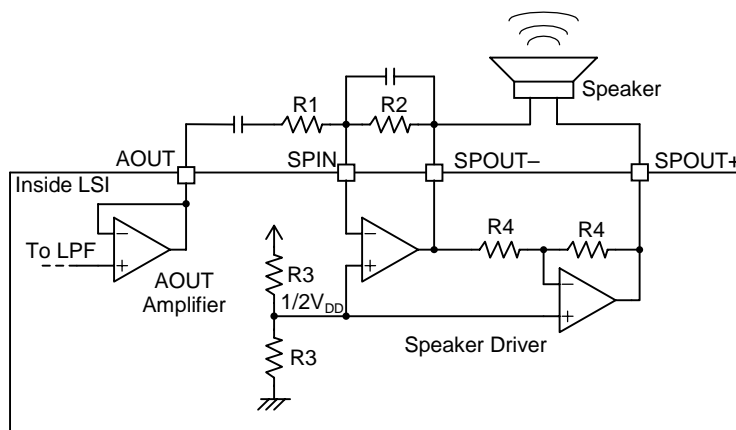 Speaker
R1
R2
AOUT
SPIN
SPOUT–
SPOUT+
Inside LSI
To LPF
–
+
AOUT
Amplifier
R3
1/2VDD
R3
–
+
R4
R4
–
+
Speaker Driver